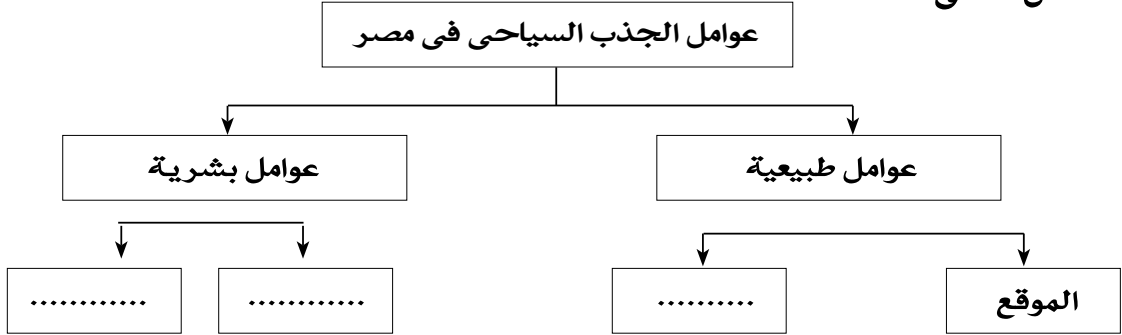 عوامل الجذب السياحى فى مصر
عوامل طبيعية
عوامل بشرية
الموقع
..........
............
............